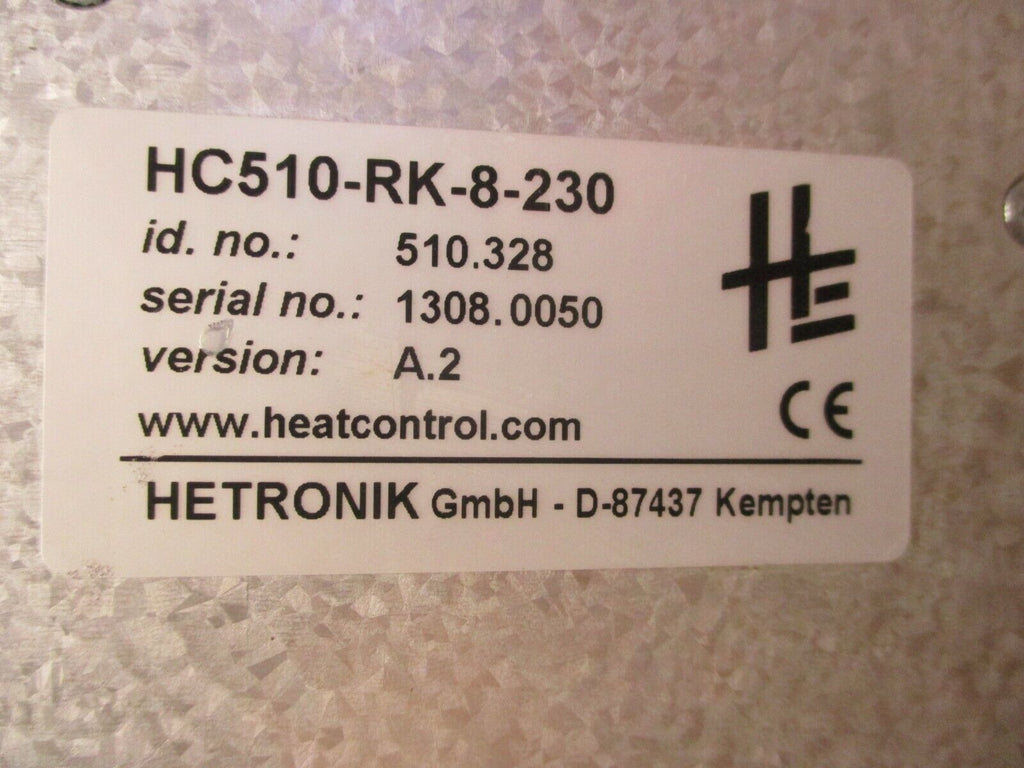 HC510-RK-8-230
id. no.: 510.328
serial no.: 1308.0050
version: A.2
www.heatcontrol.com
HETRONIK GmbH - D-87437 Kempten
HE
CE